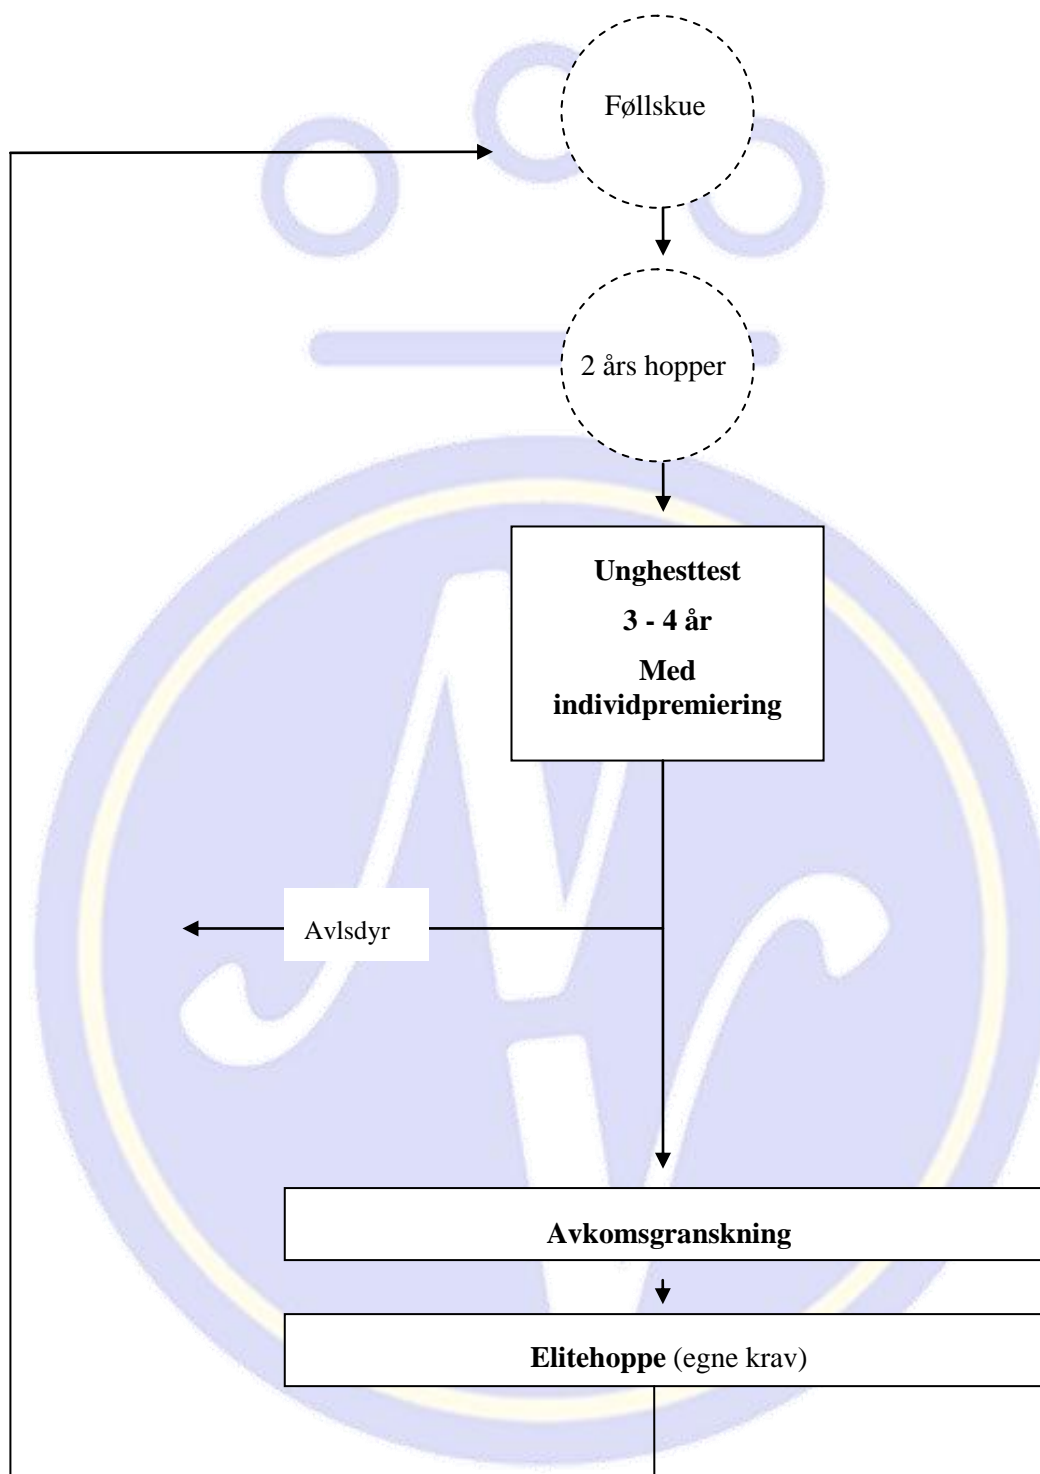 Føllskue
2 års hopper
Unghesttest
3 - 4 år
Med
individpremiering
Avlsdyr
Avkomsgranskning
Elitehoppe (egne krav)